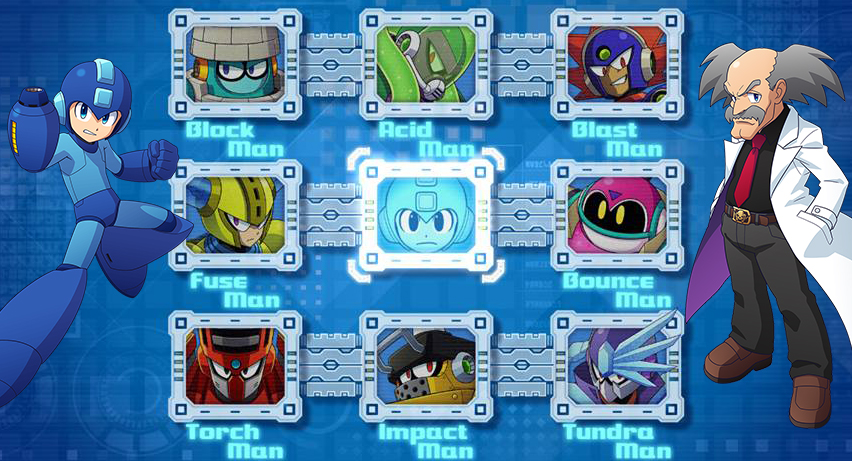 Block
Man
Acid
Man
Blast
Man
Fuse
Man
Bounce
Man
Torch
Man
Impact
Man
Tundra
Man